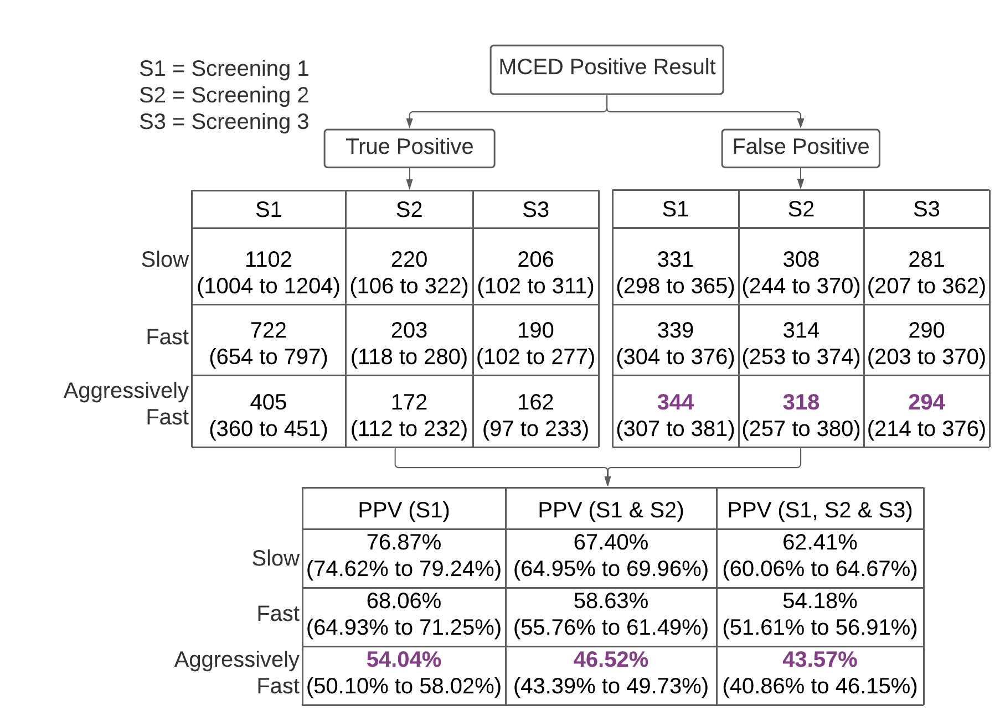 MCED Positive Result
S1 = Screening 1
S2 = Screening 2
S3 = Screening 3
True Positive
False Positive
S1 S2 S3 S1 S2 S3
Slow 1102 220 206 331 308 281
(1004 to 1204) (106 to 322) (102 to 311) (298 to 365) (244 to 370) (207 to 362)
Fast 722 203 190 339 314 290
(654 to 797) (118 to 280) (102 to 277) (304 to 376) (253 to 374) (203 to 370)
Aggressively 405 172 162 344 318 294
Fast (360 to 451) (112 to 232) (97 to 233) (307 to 381) (257 to 380) (214 to 376)
PPV (S1) PPV (S1 & S2) PPV (S1, S2 & S3)
Slow 76.87% 67.40% 62.41%
(74.62% to 79.24%) (64.95% to 69.96%) (60.06% to 64.67%)
Fast 68.06% 58.63% 54.18%
(64.93% to 71.25%) (55.76% to 61.49%) (51.61% to 56.91%)
Aggressively 54.04% 46.52% 43.57%
Fast (50.10% to 58.02%) (43.39% to 49.73%) (40.86% to 46.15%)